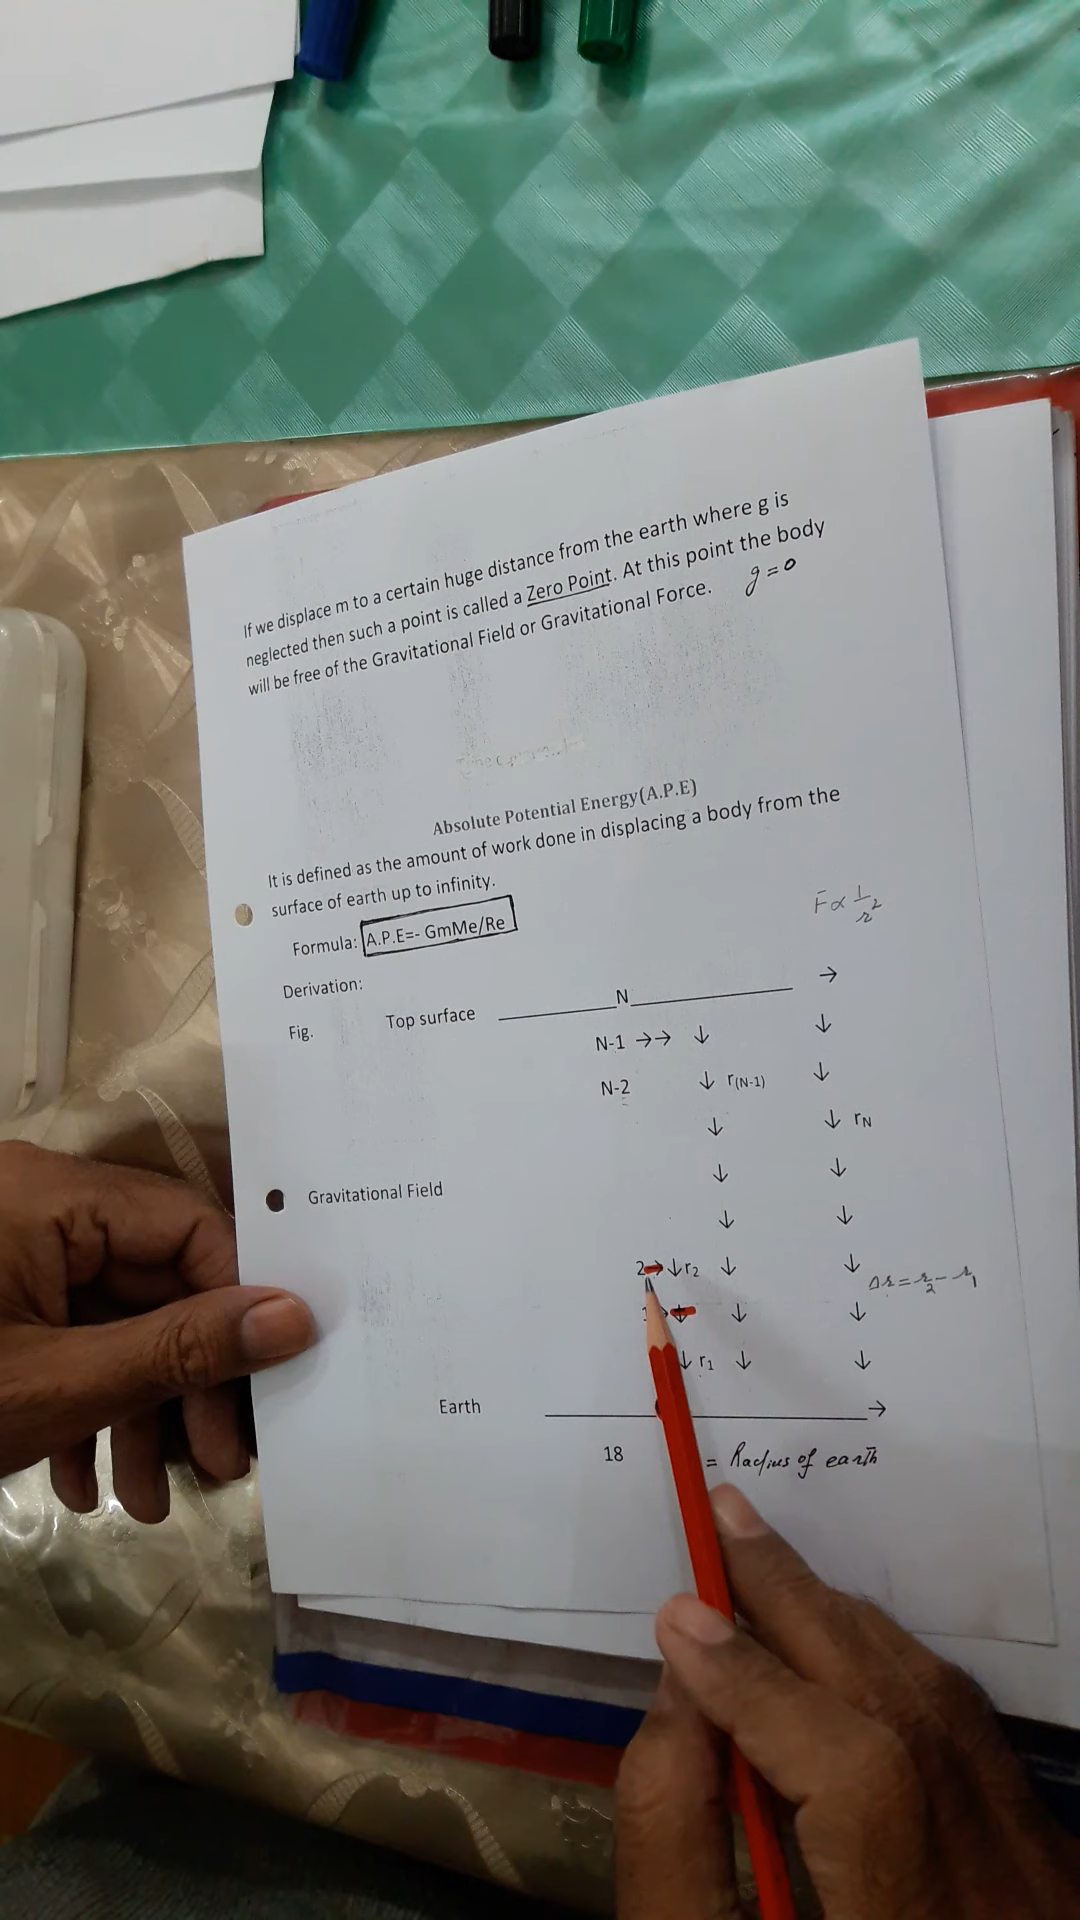 If we displace m to a certain huge distance from the earth where g is
neglected then such a point is called a Zero Point. At this point the body
will be free of the Gravitational Field or Gravitational Force. g=0
Absolute Potential Energy(A.P.E)
It is defined as the amount of work done in displacing a body from the
surface of earth up to infinity.
F∝1/r²
Formula: A.P.E=- GmMe/Re
Derivation:
Fig. Top surface N →
N-1 →→ ↓ ↓
N-2 ↓ r(N-1) ↓
↓ ↓ rN
↓ ↓
Gravitational Field ↓ ↓
2→ ↓r2 ↓ ↓ Δr=r2-r1
1→ ↓ ↓ ↓
↓ r1 ↓ ↓
Earth →
18 = Radius of earth